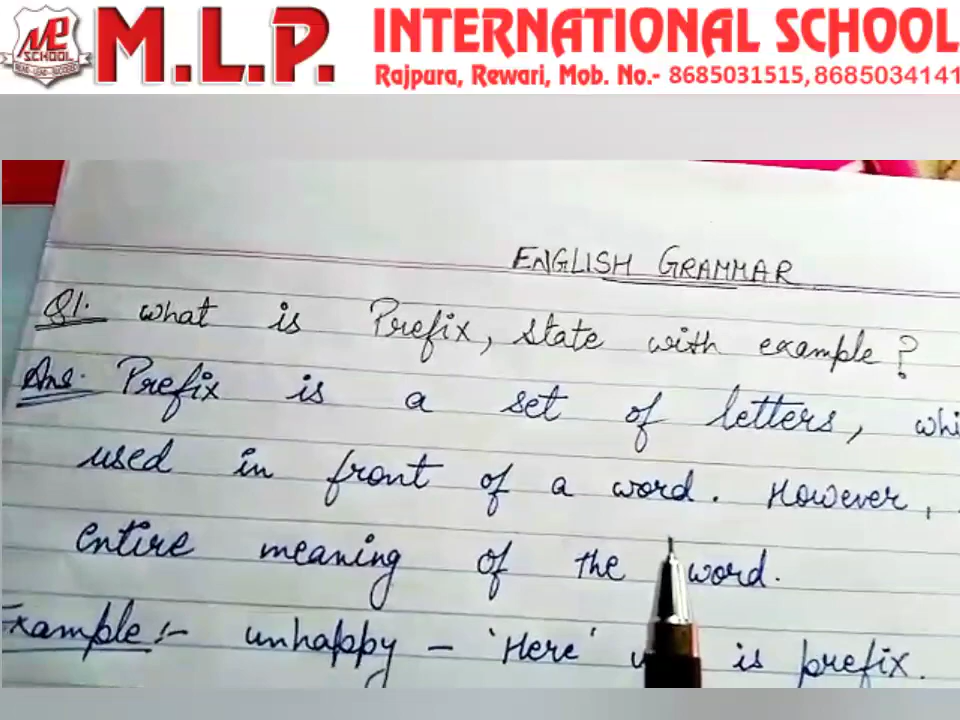 M.L.P. INTERNATIONAL SCHOOL
SCHOOL
Rajpura, Rewari, Mob. No.- 8685031515, 8685034141
ENGLISH GRAMMAR
Q1. What is Prefix, state with example?
Ans. Prefix is a set of letters,
used in front of a word. However,
entire meaning of the word.
Example:- unhappy - 'Here' is prefix.